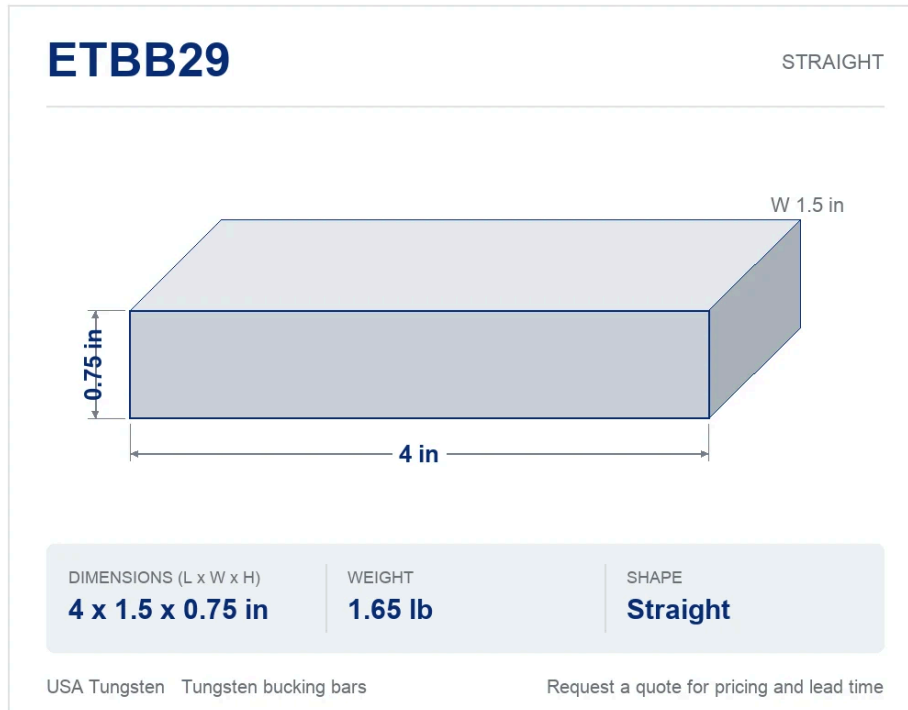 ETBB29
STRAIGHT
W 1.5 in
0.75 in
4 in
DIMENSIONS (L x W x H)
4 x 1.5 x 0.75 in
WEIGHT
1.65 lb
SHAPE
Straight
USA Tungsten Tungsten bucking bars
Request a quote for pricing and lead time